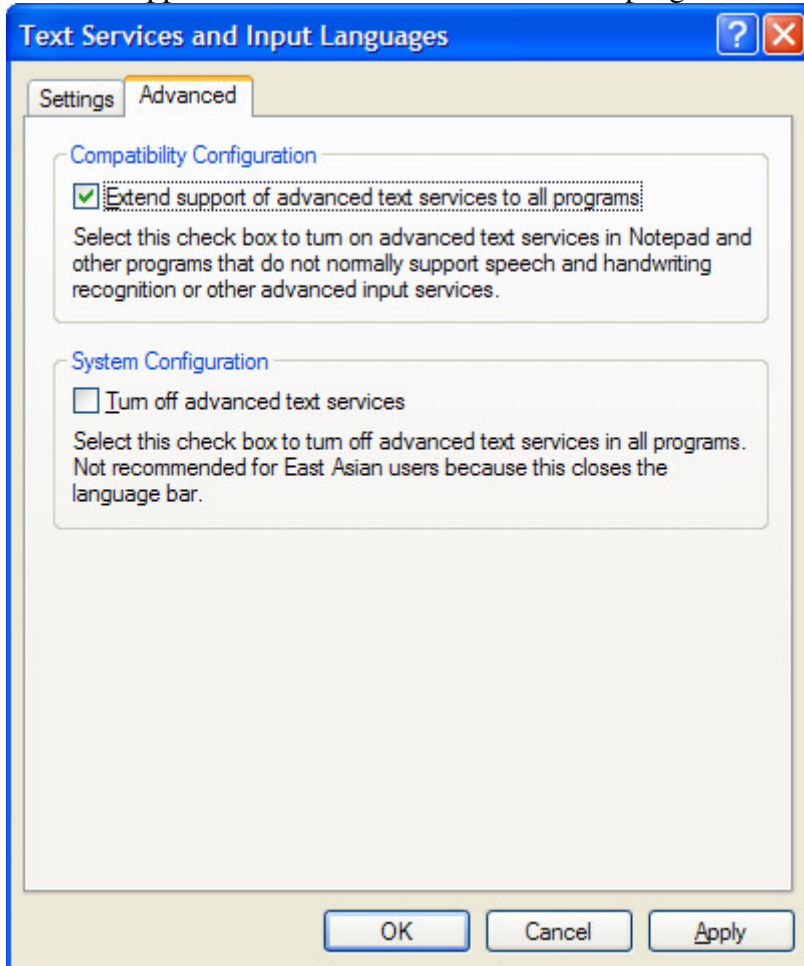 Text Services and Input Languages
Settings Advanced
Compatibility Configuration
Extend support of advanced text services to all programs
Select this check box to turn on advanced text services in Notepad and
other programs that do not normally support speech and handwriting
recognition or other advanced input services.
System Configuration
Turn off advanced text services
Select this check box to turn off advanced text services in all programs.
Not recommended for East Asian users because this closes the
language bar.
OK Cancel Apply